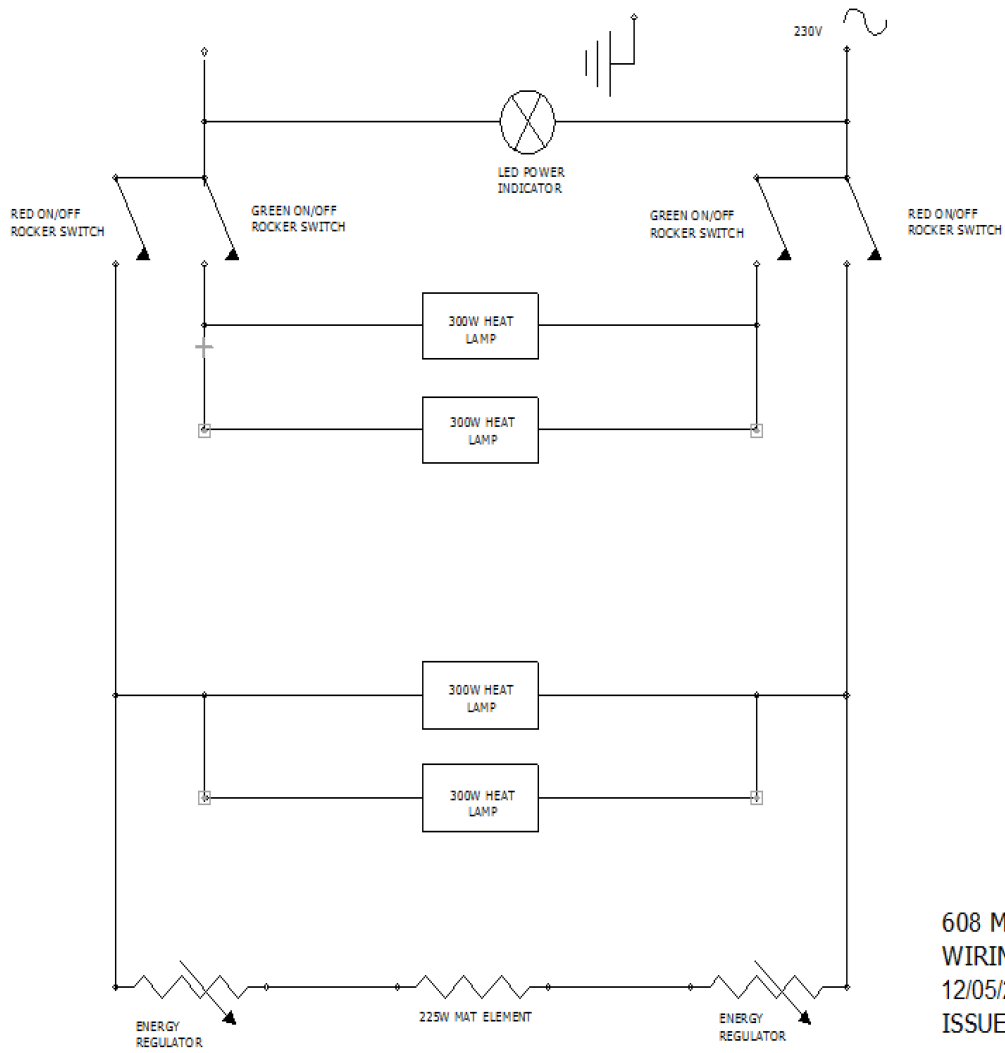 230V
LED POWER
INDICATOR
RED ON/OFF
ROCKER SWITCH
GREEN ON/OFF
ROCKER SWITCH
GREEN ON/OFF
ROCKER SWITCH
RED ON/OFF
ROCKER SWITCH
300W HEAT
LAMP
300W HEAT
LAMP
300W HEAT
LAMP
300W HEAT
LAMP
608 M
WIRIN
12/05/2
ISSUE
ENERGY
REGULATOR
225W MAT ELEMENT
ENERGY
REGULATOR